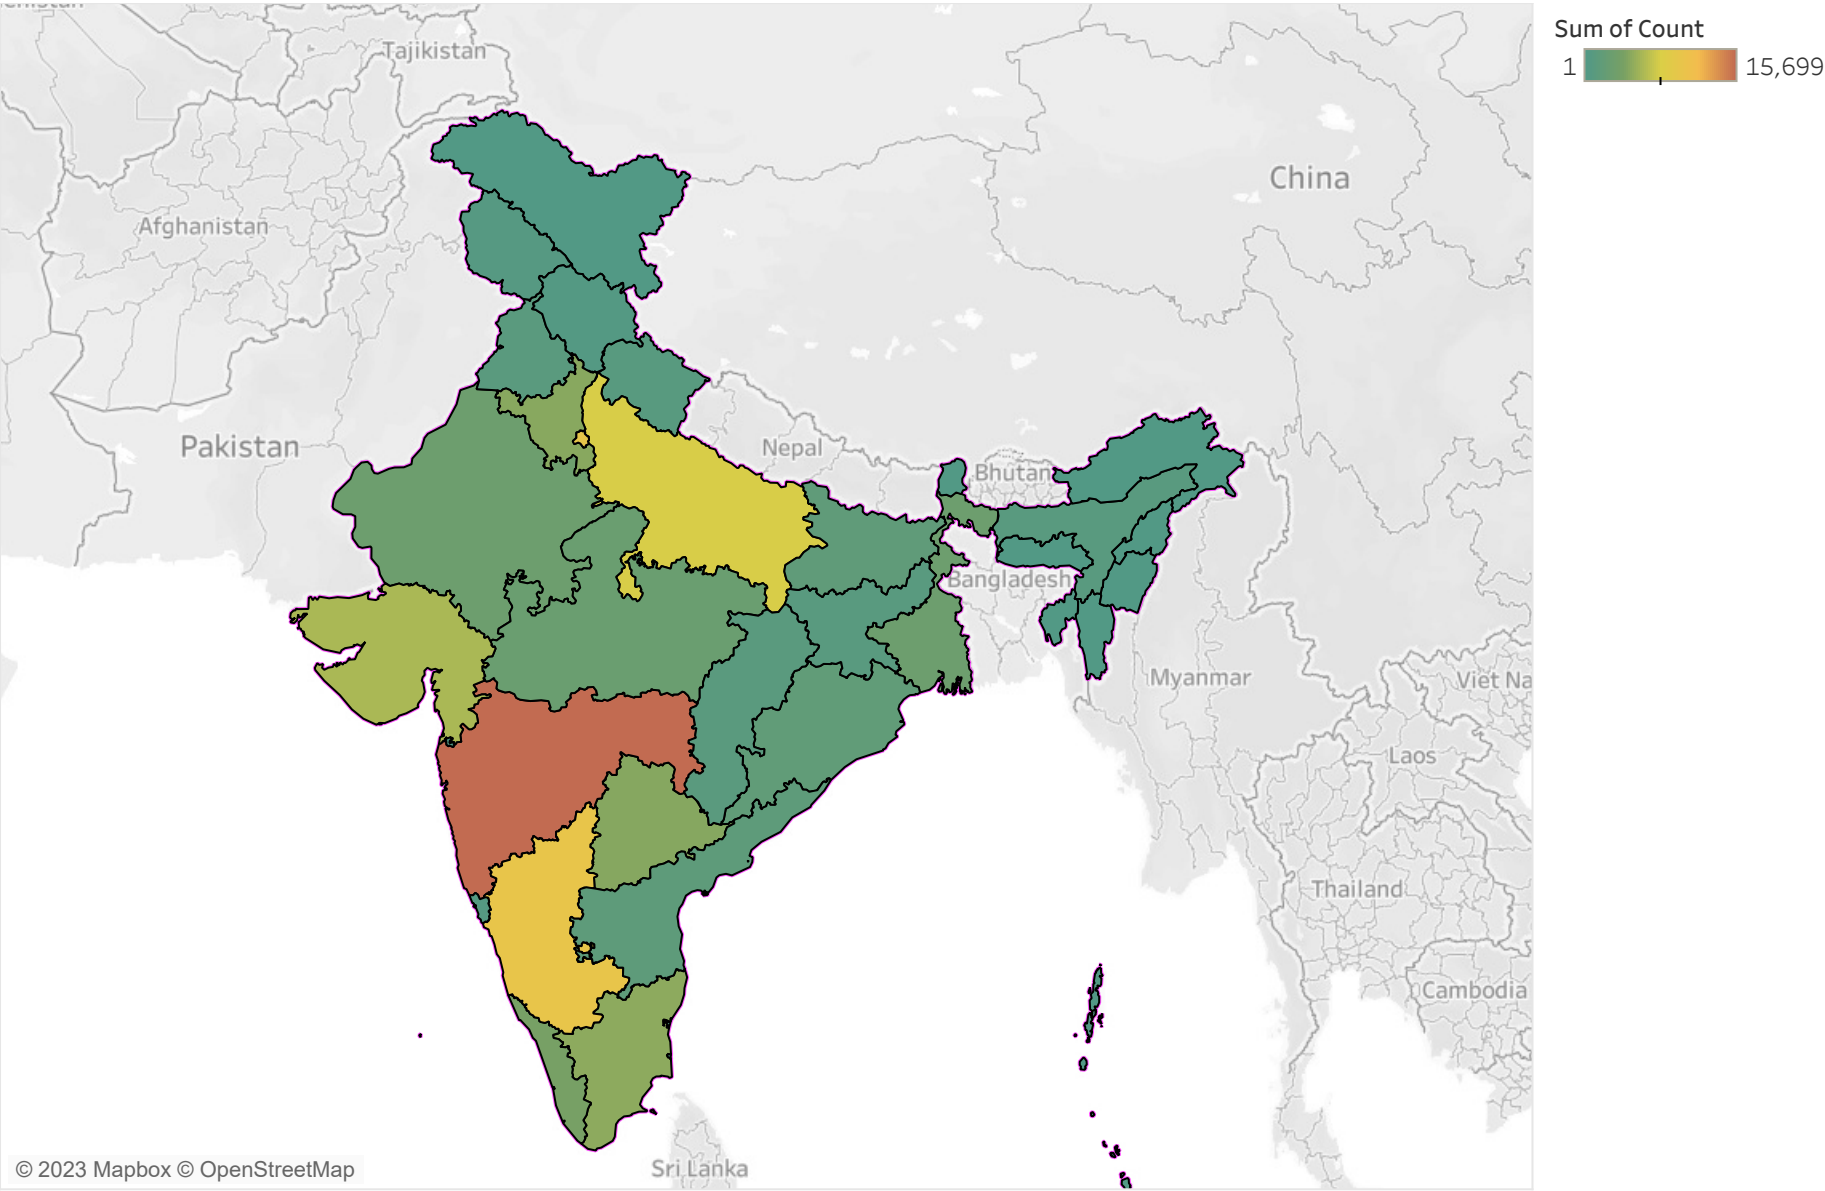 Sum of Count
1 15,699
Tajikistan
China
Afghanistan
Pakistan
Nepal
Bhutan
Bangladesh
Myanmar
Viet Na
Laos
Thailand
Cambodia
Sri Lanka
© 2023 Mapbox © OpenStreetMap